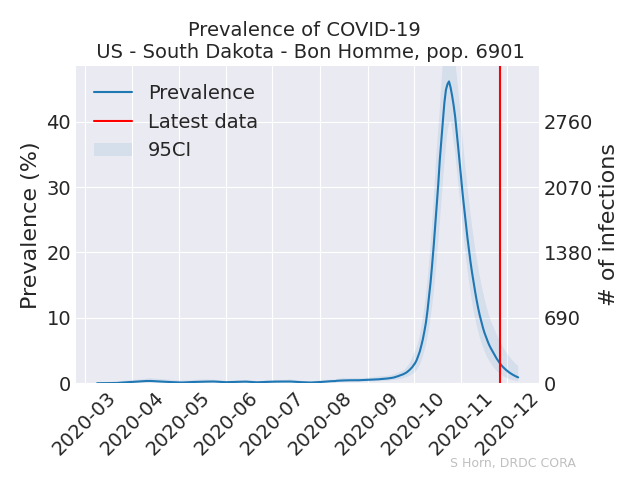 Prevalence of COVID-19
US - South Dakota - Bon Homme, pop. 6901
Prevalence
Latest data
95CI
Prevalence (%)
40
30
20
10
0
2760
2070
1380
690
0
# of infections
2020-03
2020-04
2020-05
2020-06
2020-07
2020-08
2020-09
2020-10
2020-11
2020-12
S Horn, DRDC CORA